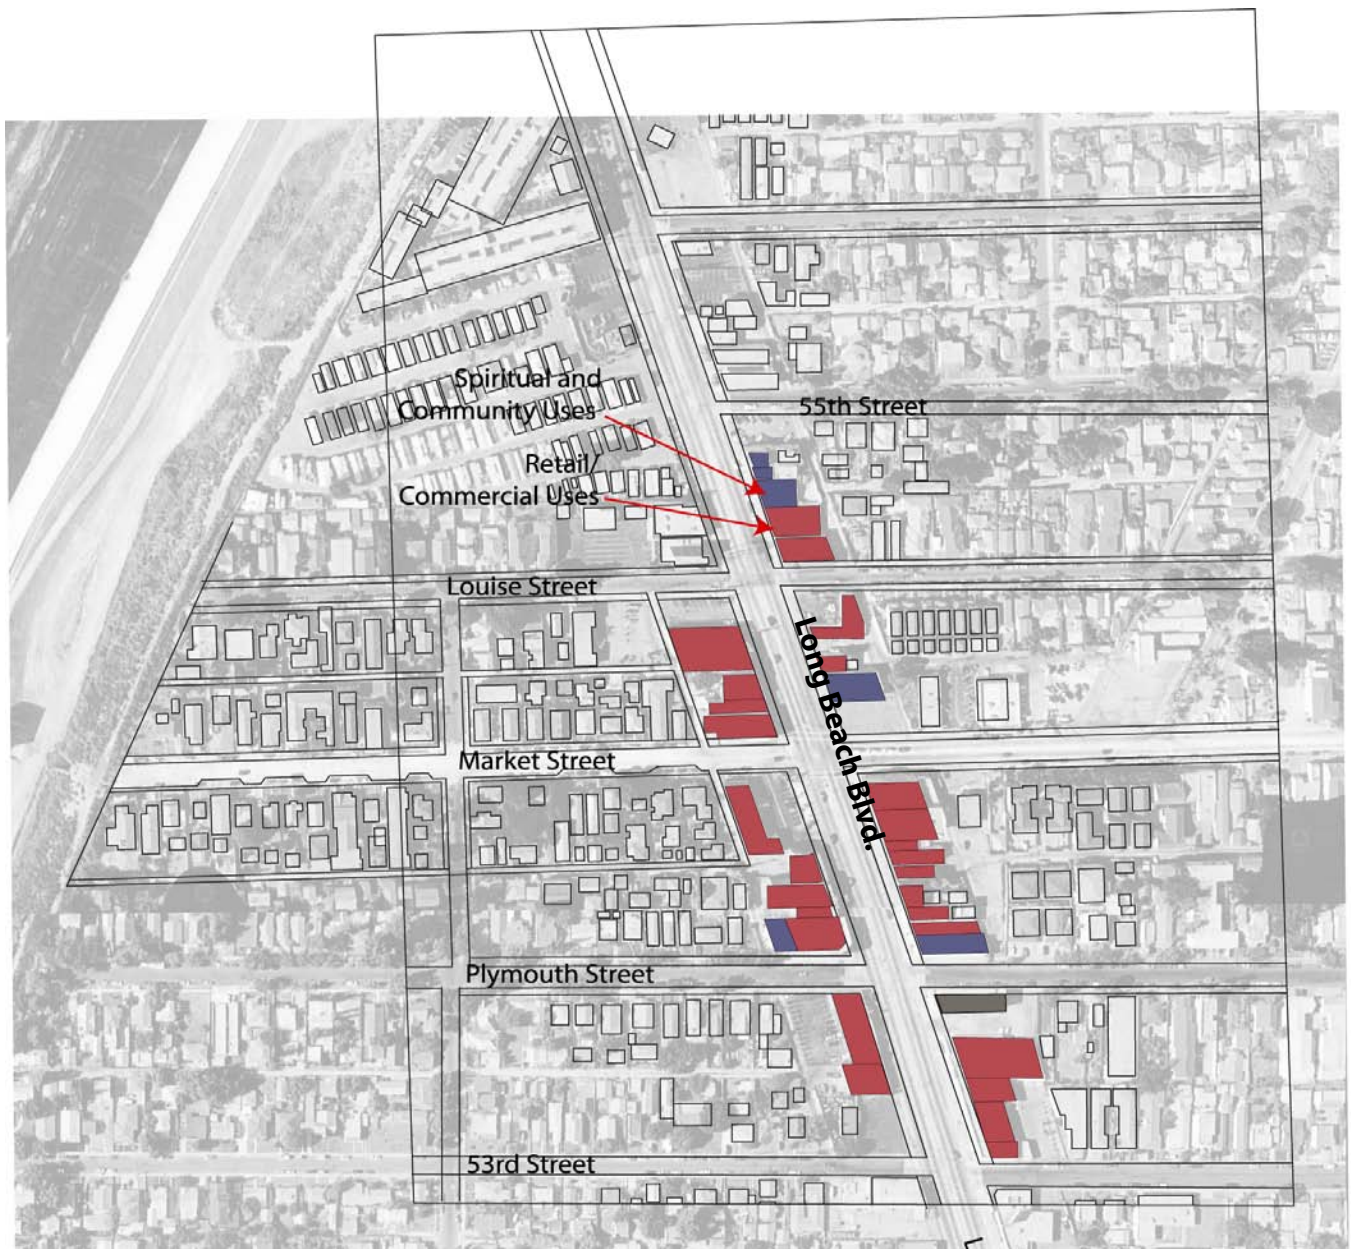 Spiritual and
Community Uses
55th Street
Retail/
Commercial Uses
Louise Street
Long Beach Blvd.
Market Street
Plymouth Street
53rd Street
L